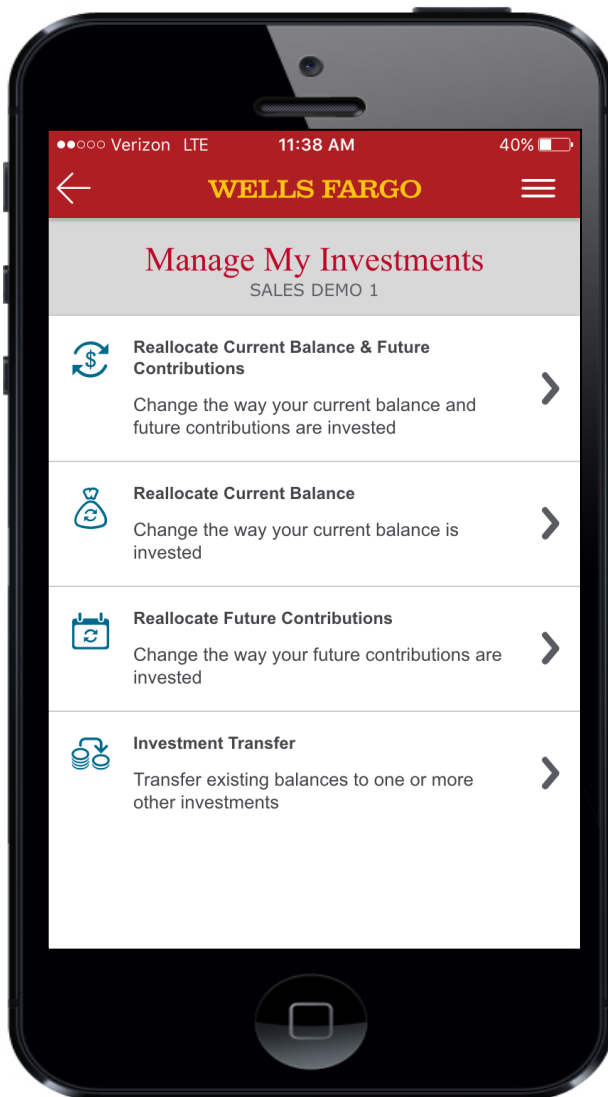 Verizon LTE 11:38 AM 40%
WELLS FARGO
Manage My Investments
SALES DEMO 1
$
Reallocate Current Balance & Future
Contributions
Change the way your current balance and
future contributions are invested
Reallocate Current Balance
Change the way your current balance is
invested
Reallocate Future Contributions
Change the way your future contributions are
invested
Investment Transfer
Transfer existing balances to one or more
other investments